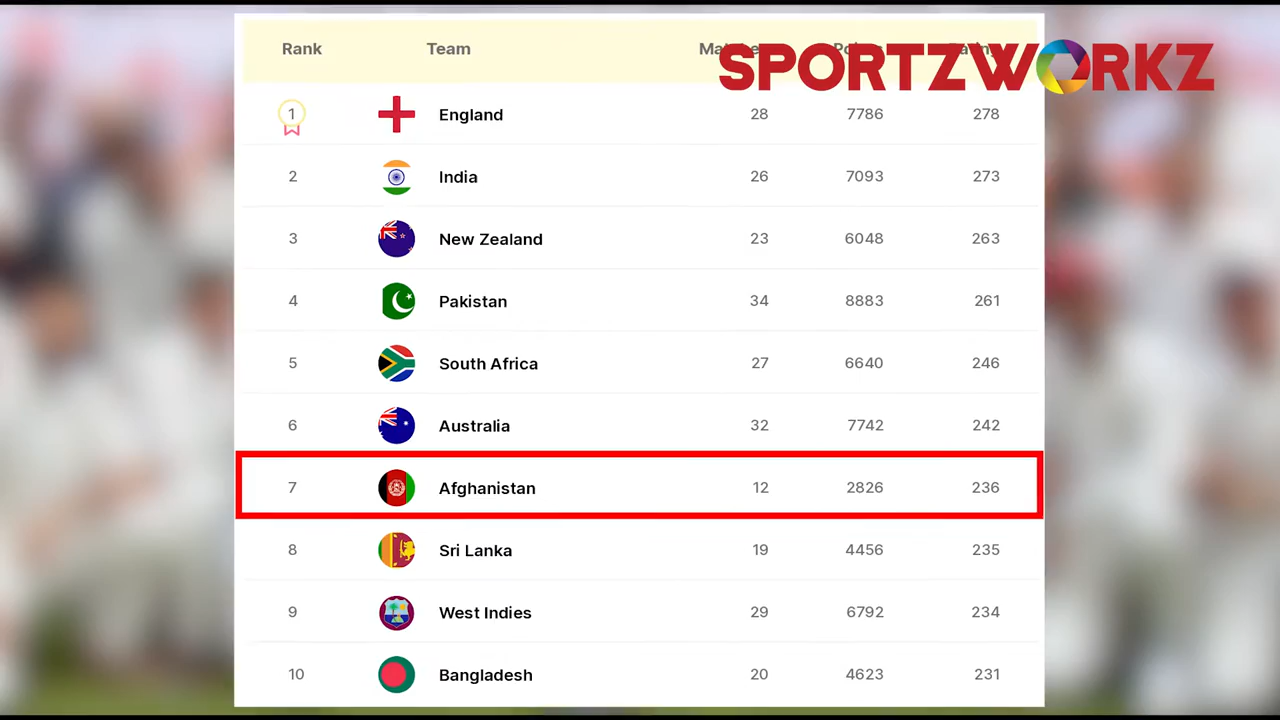 Rank Team
SPORTZWORKZ
1 England 28 7786 278
2 India 26 7093 273
3 New Zealand 23 6048 263
4 Pakistan 34 8883 261
5 South Africa 27 6640 246
6 Australia 32 7742 242
7 Afghanistan 12 2826 236
8 Sri Lanka 19 4456 235
9 West Indies 29 6792 234
10 Bangladesh 20 4623 231